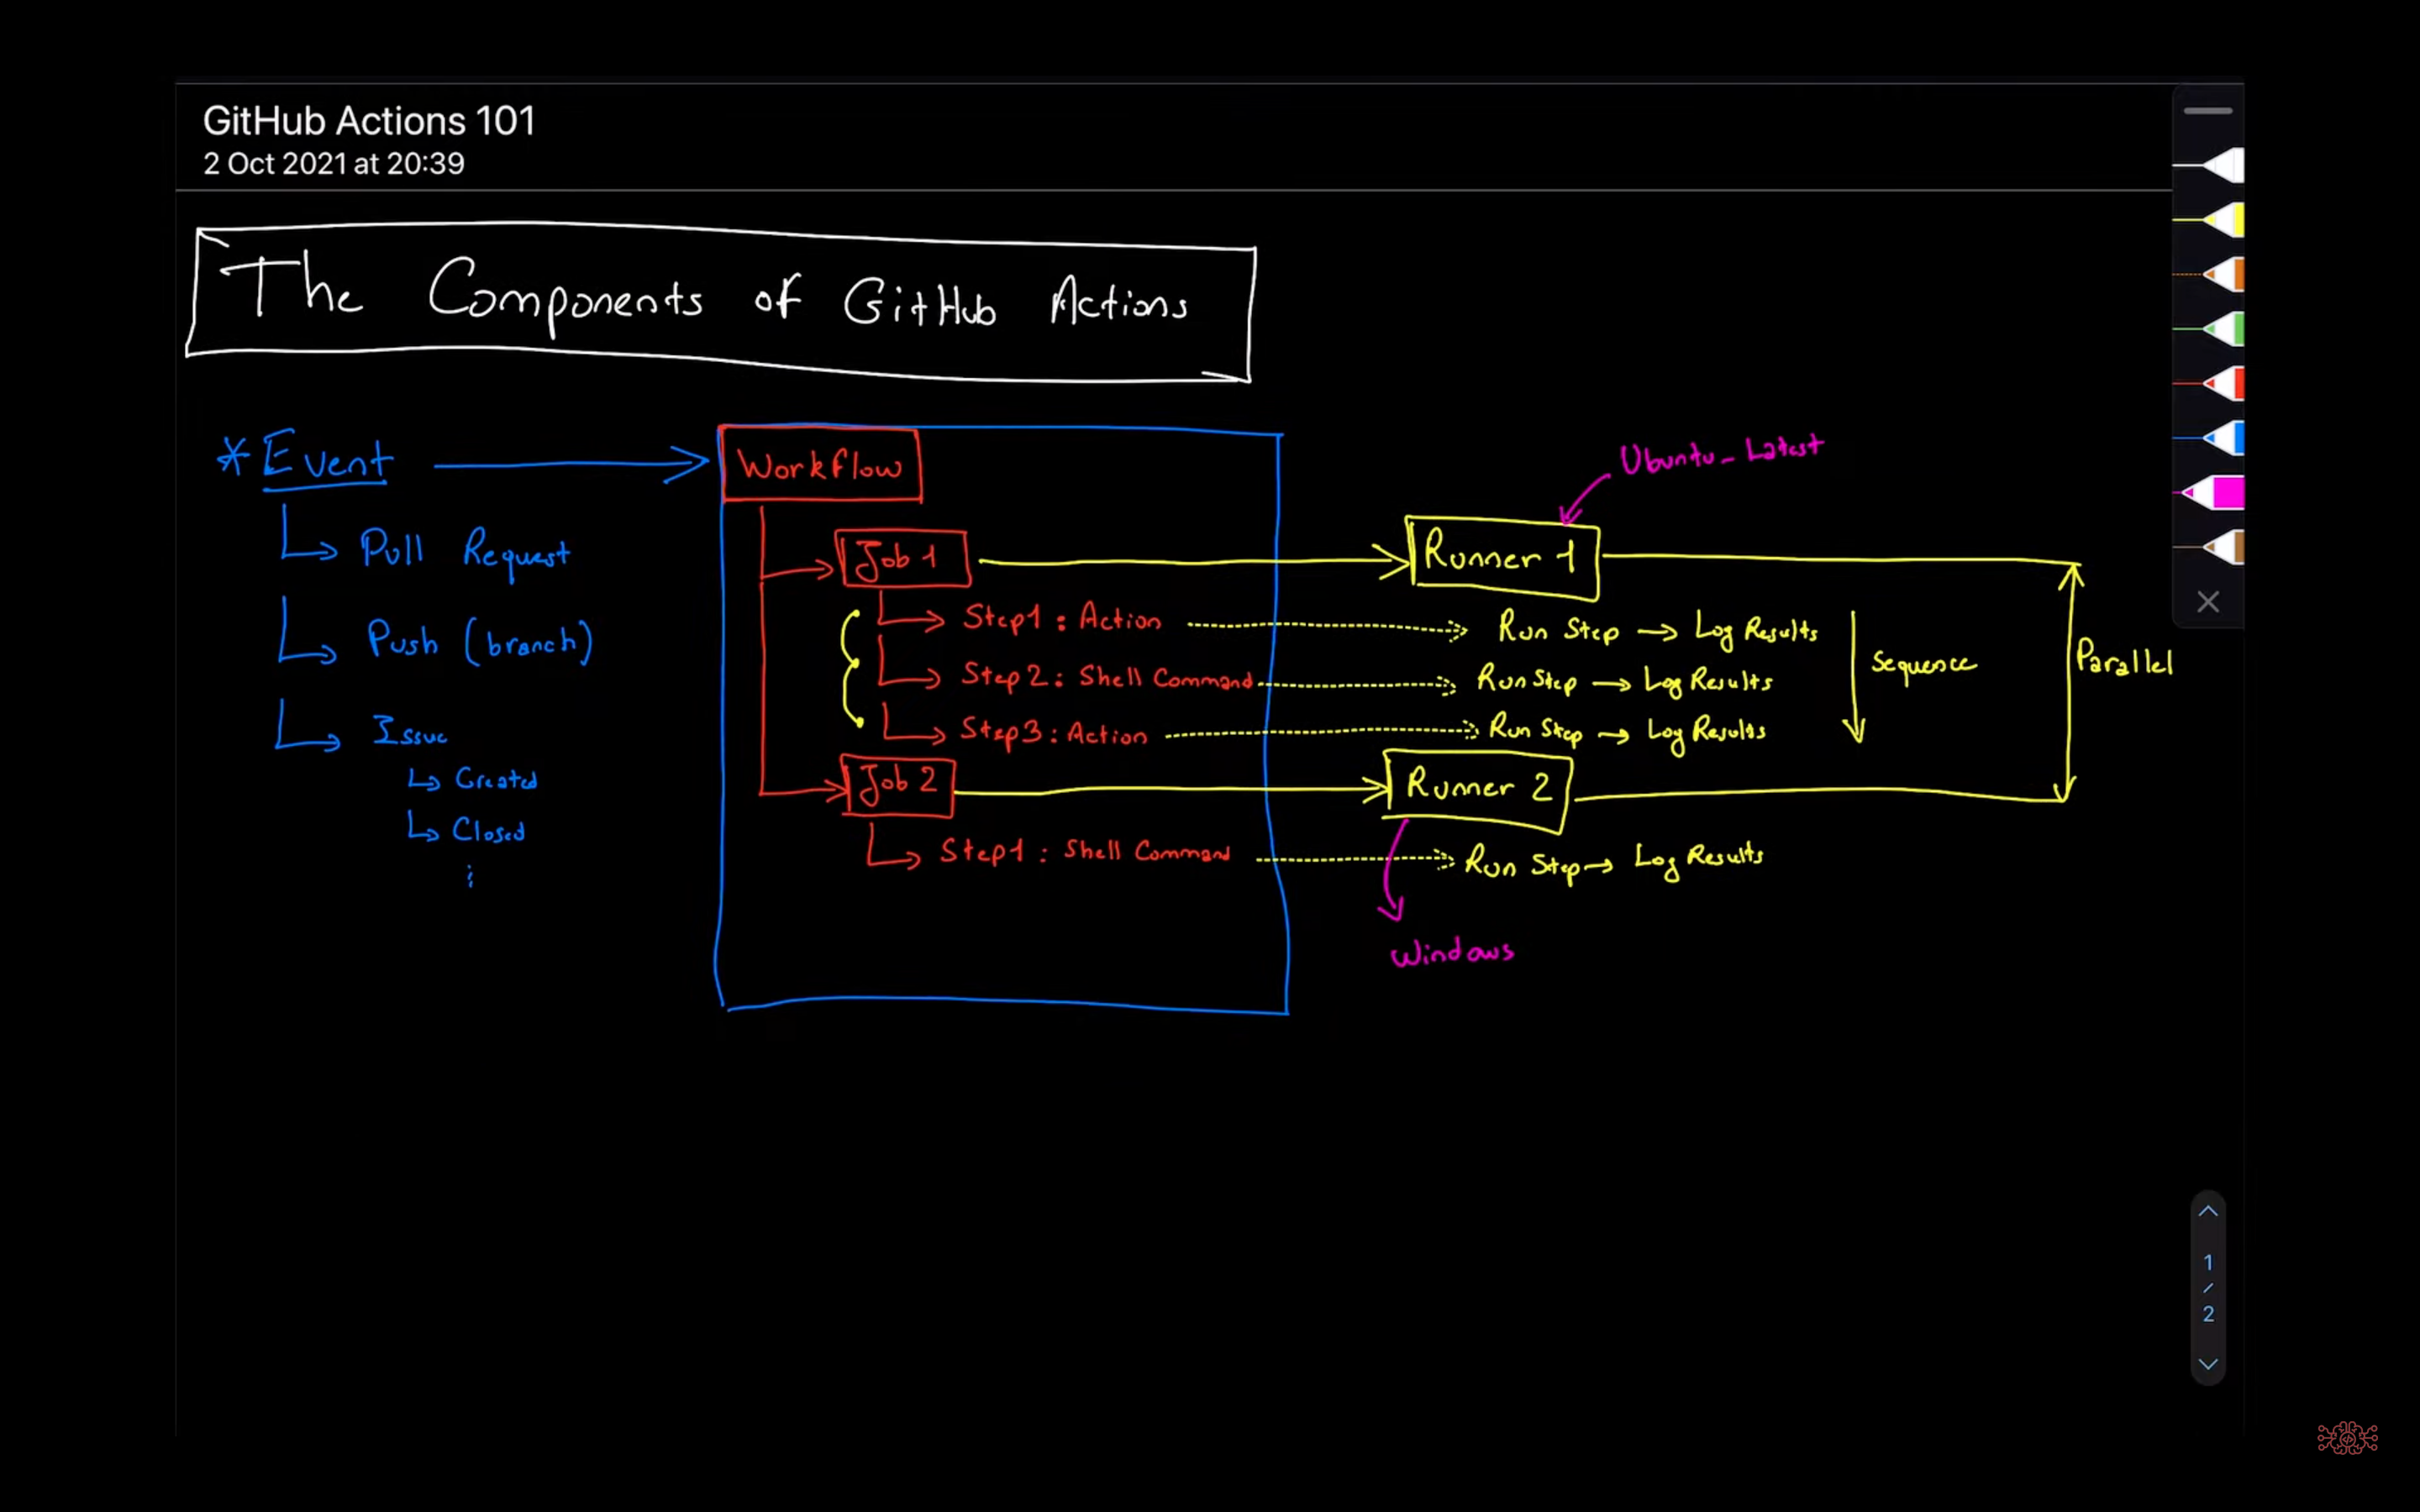 GitHub Actions 101
2 Oct 2021 at 20:39
The Components of GitHub Actions
* Event
Pull Request
Push (branch)
Issue
Created
Closed
Workflow
Job 1
Step1 : Action
Step2 : Shell Command
Step3 : Action
Job 2
Step1 : Shell Command
Ubuntu_Latest
Runner 1
Run Step → Log Results
Run Step → Log Results
Run Step → Log Results
Sequence
Parallel
Runner 2
Run Step → Log Results
Windows
1
/
2